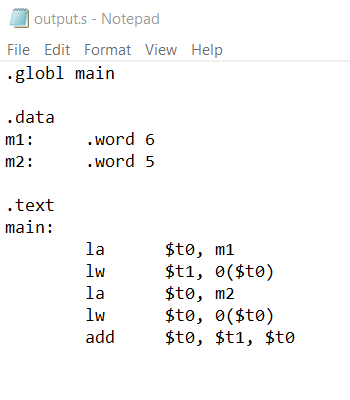 output.s - Notepad
File Edit Format View Help
.globl main
.data
m1: .word 6
m2: .word 5
.text
main:
la $t0, m1
lw $t1, 0($t0)
la $t0, m2
lw $t0, 0($t0)
add $t0, $t1, $t0